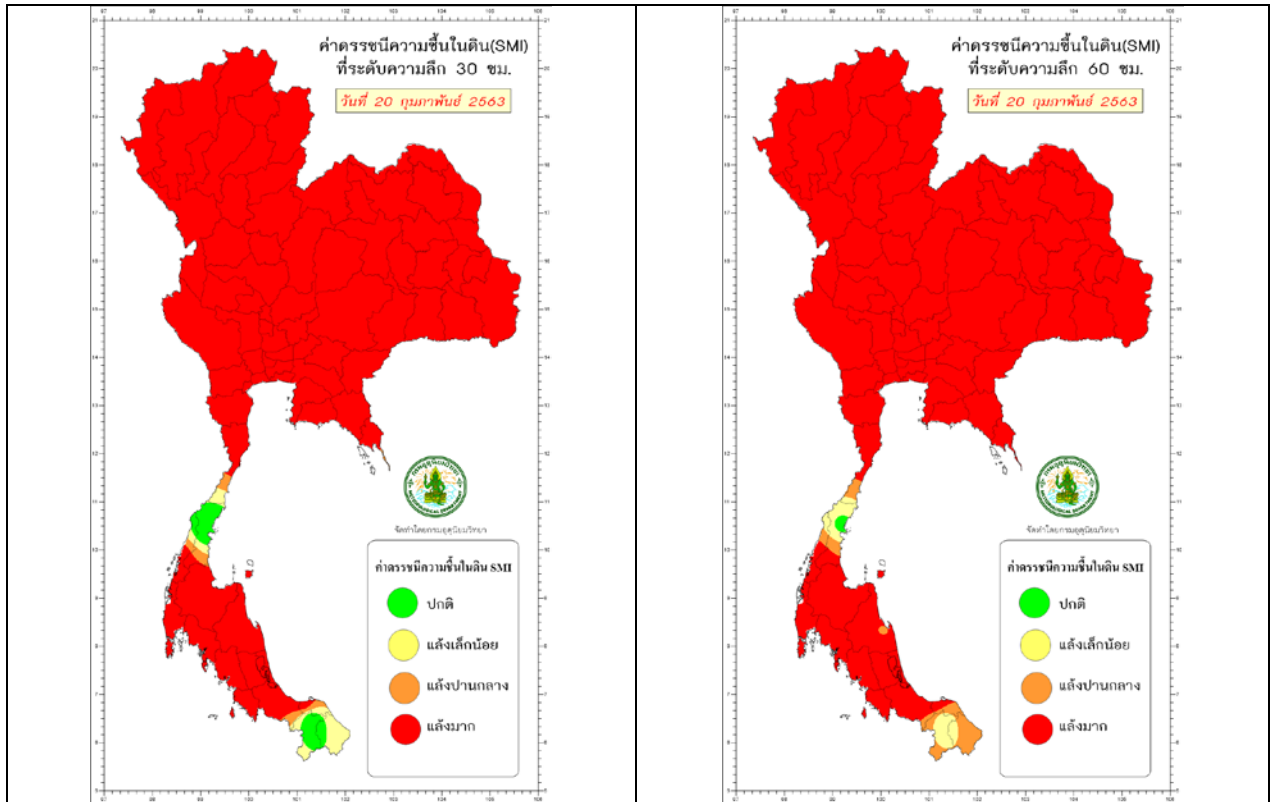 ค่าดรรชนีความชื้นในดิน(SMI)
ที่ระดับความลึก 30 ซม.
วันที่ 20 กุมภาพันธ์ 2563
จัดทำโดยกรมอุตุนิยมวิทยา
ค่าดรรชนีความชื้นในดิน SMI
ปกติ
แล้งเล็กน้อย
แล้งปานกลาง
แล้งมาก
ค่าดรรชนีความชื้นในดิน(SMI)
ที่ระดับความลึก 60 ซม.
วันที่ 20 กุมภาพันธ์ 2563
จัดทำโดยกรมอุตุนิยมวิทยา
ค่าดรรชนีความชื้นในดิน SMI
ปกติ
แล้งเล็กน้อย
แล้งปานกลาง
แล้งมาก